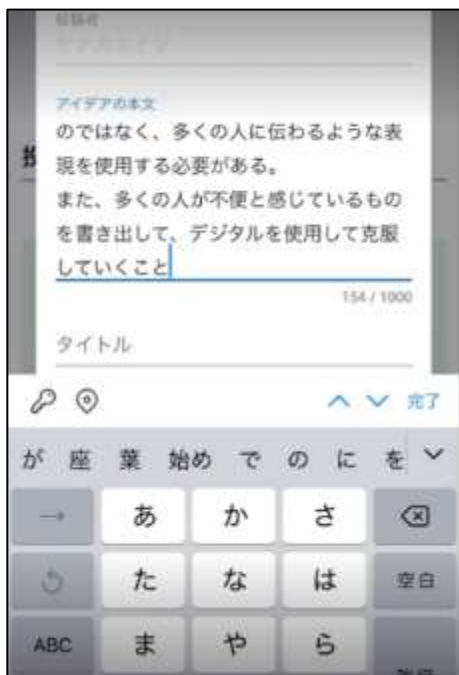 投稿者
アイデアの本文
のではなく、多くの人に伝わるような表
現を使用する必要がある。
また、多くの人が不便と感じているもの
を書き出して、デジタルを使用して克服
していくこと
154 / 1000
タイトル
完了
が 座 葉 始め で の に を
→ あ か さ
た な は 空白
ABC ま や ら